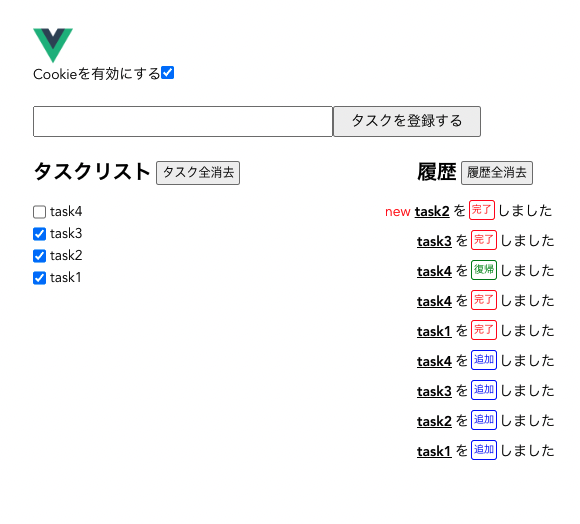 Cookieを有効にする
タスクを登録する
タスクリスト タスク全消去
task4
task3
task2
task1
履歴 履歴全消去
new task2 を 完了 しました
task3 を 完了 しました
task4 を 復帰 しました
task4 を 完了 しました
task1 を 完了 しました
task4 を 追加 しました
task3 を 追加 しました
task2 を 追加 しました
task1 を 追加 しました